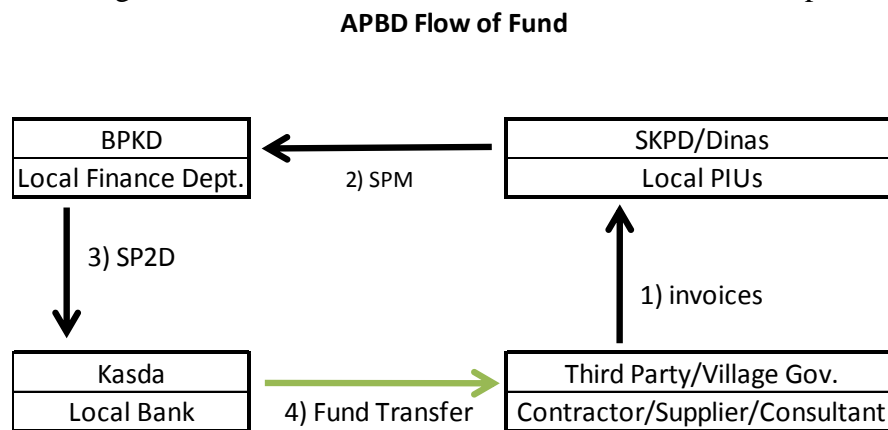 APBD Flow of Fund
BPKD
Local Finance Dept.
2) SPM
SKPD/Dinas
Local PIUs
3) SP2D
1) invoices
Kasda
Local Bank
4) Fund Transfer
Third Party/Village Gov.
Contractor/Supplier/Consultant